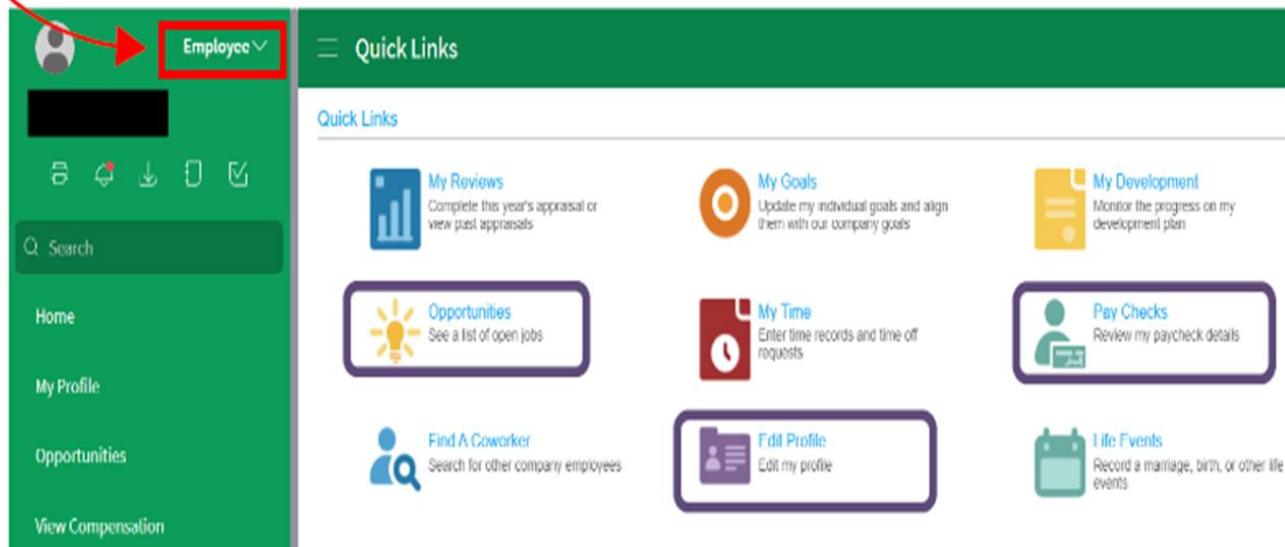 Employee
Quick Links
Quick Links
Search
Home
My Profile
Opportunities
View Compensation
My Reviews
Complete this year's appraisal or
view past appraisals
My Goals
Update my individual goals and align
them with our company goals
My Development
Monitor the progress on my
development plan
Opportunities
See a list of open jobs
My Time
Enter time records and time off
requests
Pay Checks
Review my paycheck details
Find A Coworker
Search for other company employees
Edit Profile
Edit my profile
Life Events
Record a marriage, birth, or other life
events